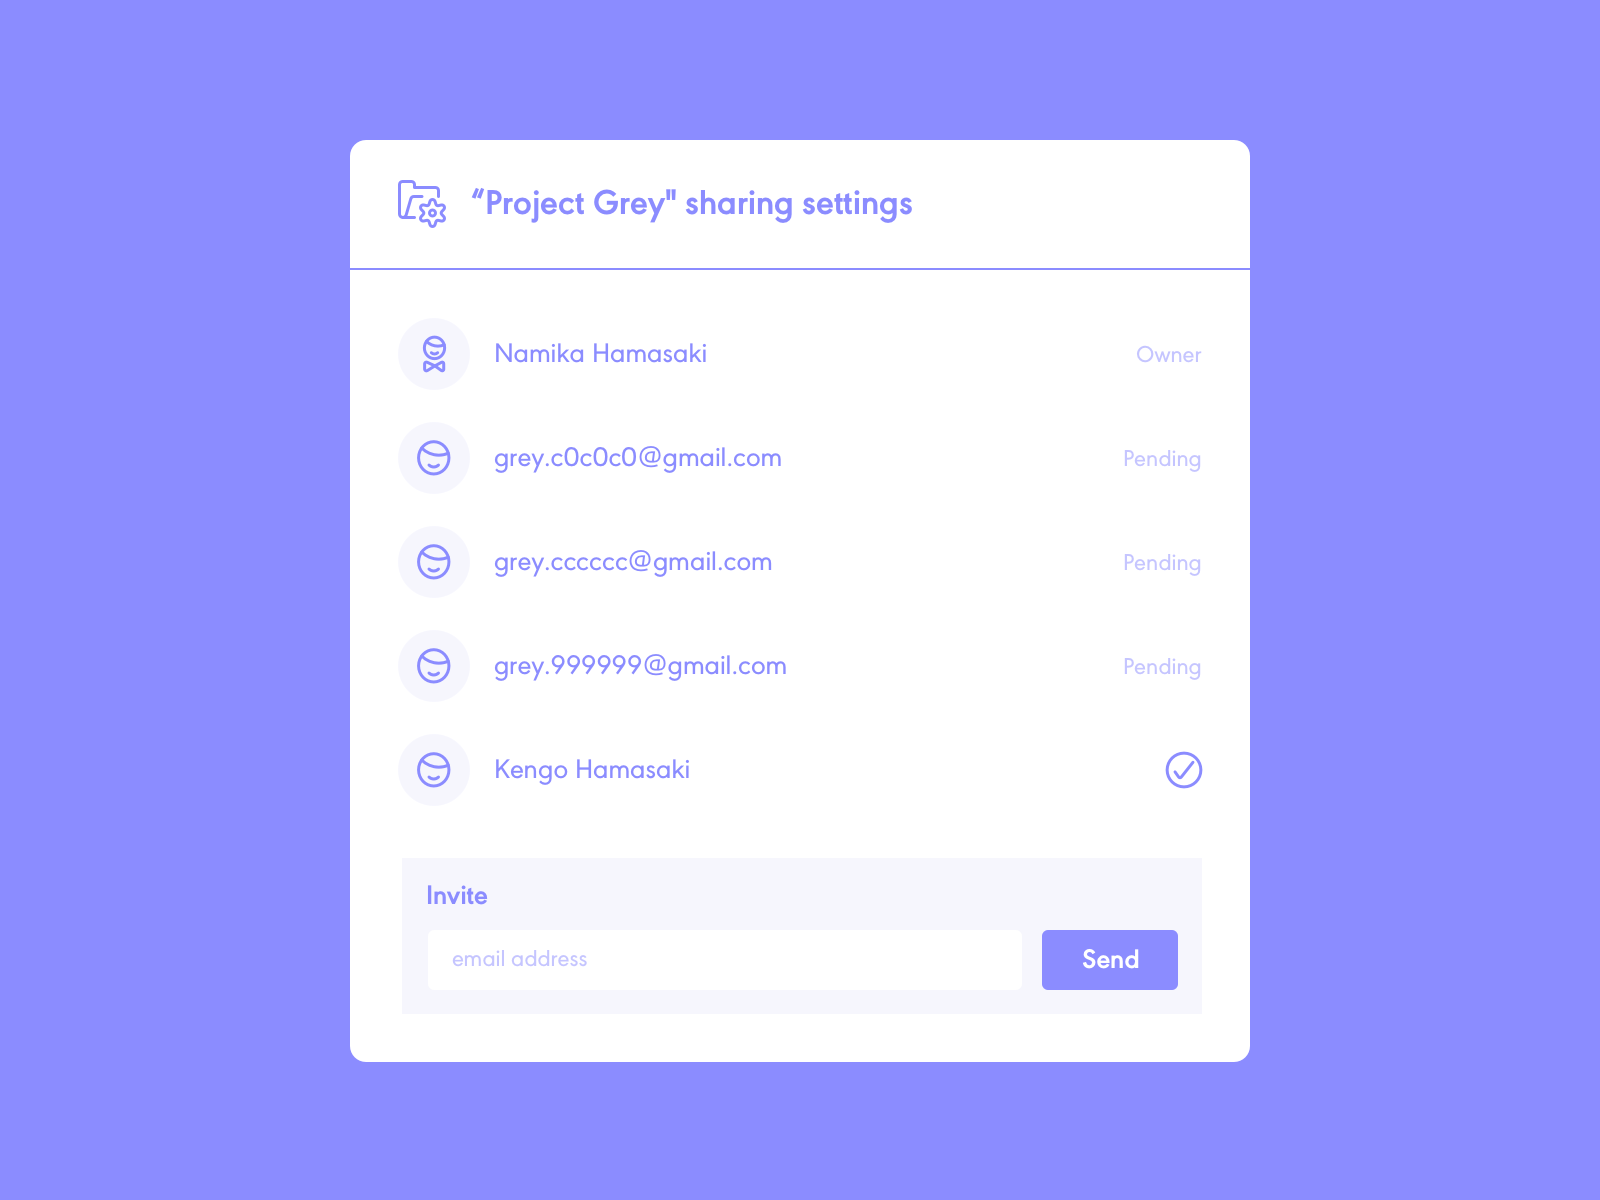 “Project Grey" sharing settings
Namika Hamasaki
Owner
grey.c0c0c0@gmail.com
Pending
grey.cccccc@gmail.com
Pending
grey.999999@gmail.com
Pending
Kengo Hamasaki
Invite
email address
Send